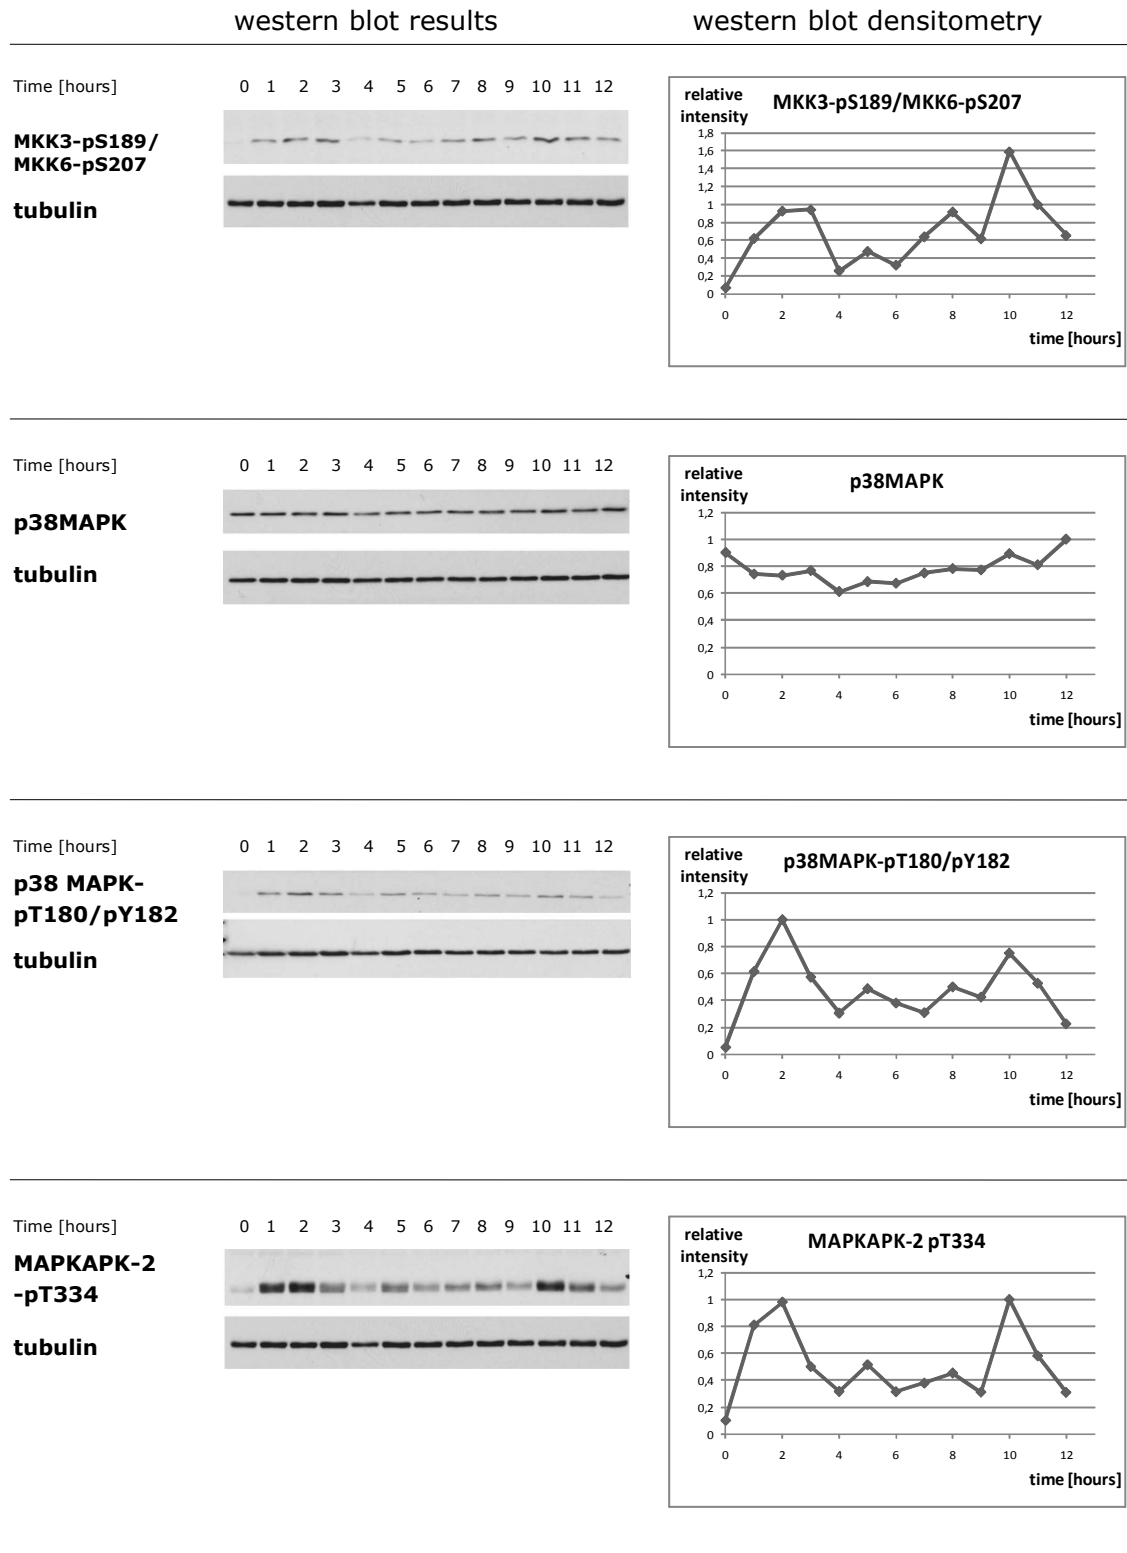 western blot results western blot densitometry
Time [hours] 0 1 2 3 4 5 6 7 8 9 10 11 12
MKK3-pS189/
MKK6-pS207
tubulin
relative
intensity
MKK3-pS189/MKK6-pS207
1,8
1,6
1,4
1,2
1
0,8
0,6
0,4
0,2
0
0 2 4 6 8 10 12
time [hours]
Time [hours] 0 1 2 3 4 5 6 7 8 9 10 11 12
p38MAPK
tubulin
relative
intensity
p38MAPK
1,2
1
0,8
0,6
0,4
0,2
0
0 2 4 6 8 10 12
time [hours]
Time [hours] 0 1 2 3 4 5 6 7 8 9 10 11 12
p38 MAPK-
pT180/pY182
tubulin
relative
intensity
p38MAPK-pT180/pY182
1,2
1
0,8
0,6
0,4
0,2
0
0 2 4 6 8 10 12
time [hours]
Time [hours] 0 1 2 3 4 5 6 7 8 9 10 11 12
MAPKAPK-2
-pT334
tubulin
relative
intensity
MAPKAPK-2 pT334
1,2
1
0,8
0,6
0,4
0,2
0
0 2 4 6 8 10 12
time [hours]